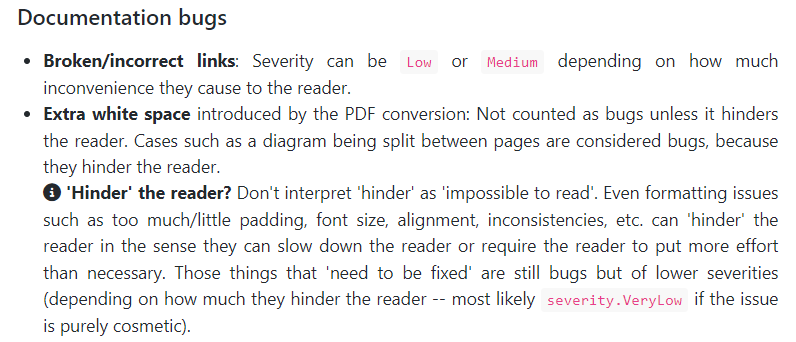 Documentation bugs
Broken/incorrect links: Severity can be Low or Medium depending on how much
inconvenience they cause to the reader.
Extra white space introduced by the PDF conversion: Not counted as bugs unless it hinders
the reader. Cases such as a diagram being split between pages are considered bugs, because
they hinder the reader.
'Hinder' the reader? Don't interpret 'hinder' as 'impossible to read'. Even formatting issues
such as too much/little padding, font size, alignment, inconsistencies, etc. can 'hinder' the
reader in the sense they can slow down the reader or require the reader to put more effort
than necessary. Those things that 'need to be fixed' are still bugs but of lower severities
(depending on how much they hinder the reader -- most likely severity.VeryLow if the issue
is purely cosmetic).